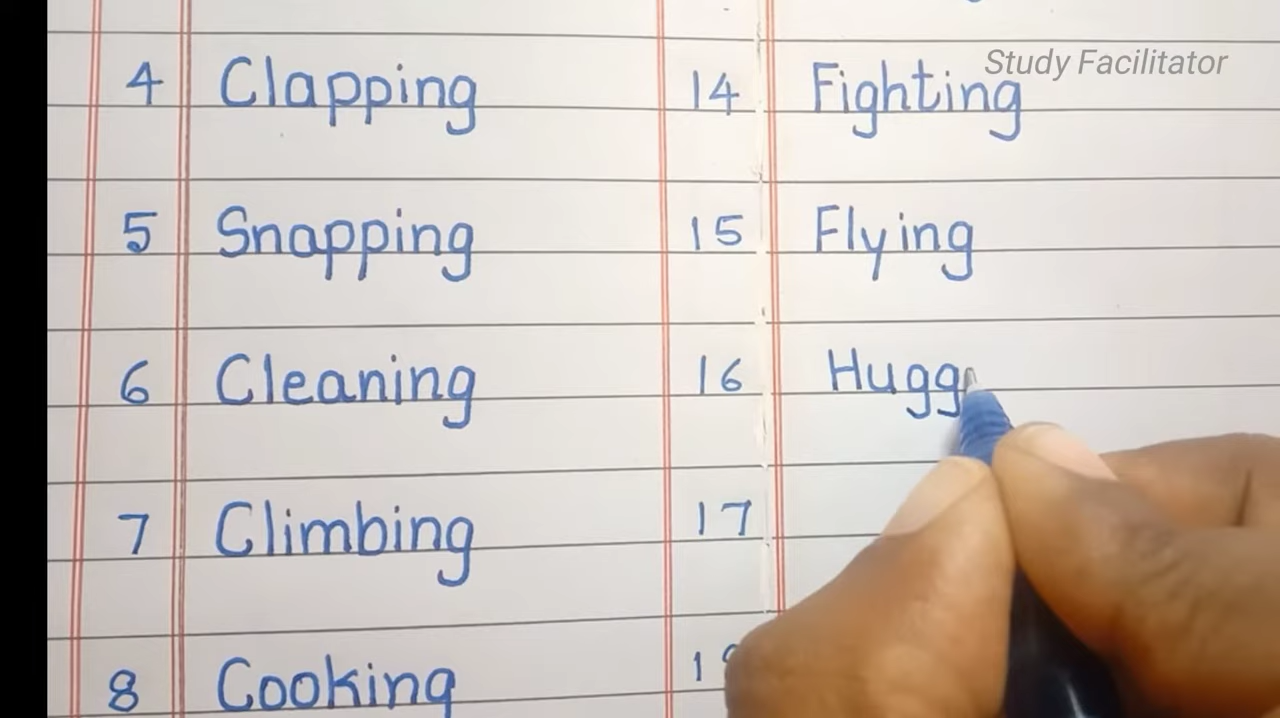 Study Facilitator
4 Clapping 14 Fighting
5 Snapping 15 Flying
6 Cleaning 16 Hugg
7 Climbing 17
8 Cooking